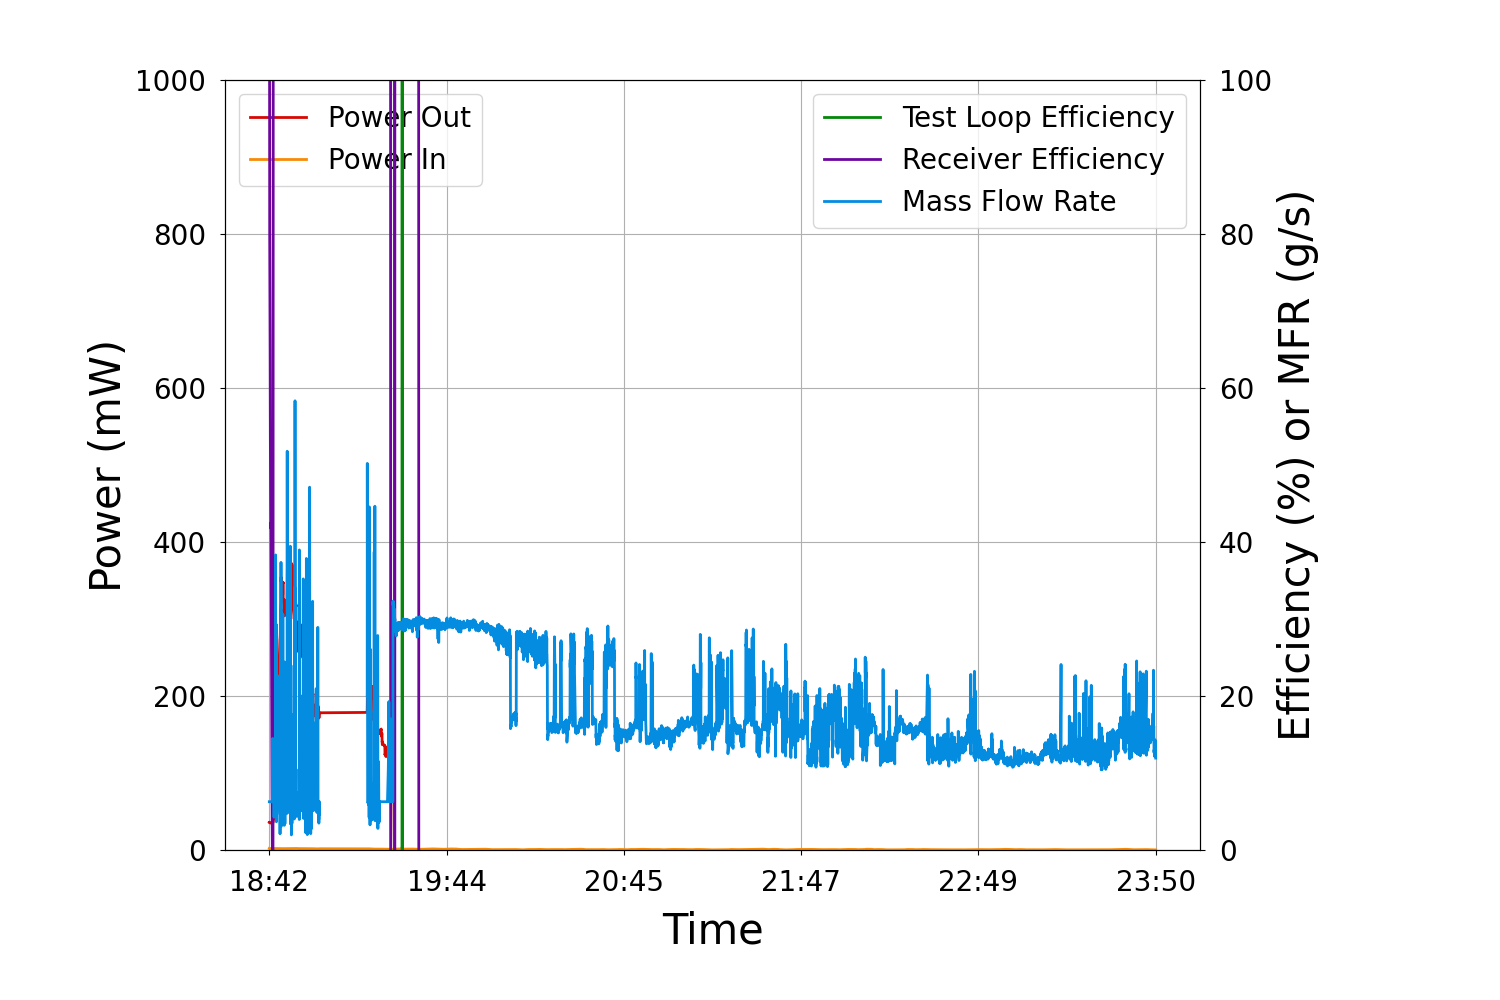 1000
800
600
400
200
0
Power (mW)
Power Out
Power In
Test Loop Efficiency
Receiver Efficiency
Mass Flow Rate
100
80
60
40
20
0
Efficiency (%) or MFR (g/s)
18:42
19:44
20:45
21:47
22:49
23:50
Time